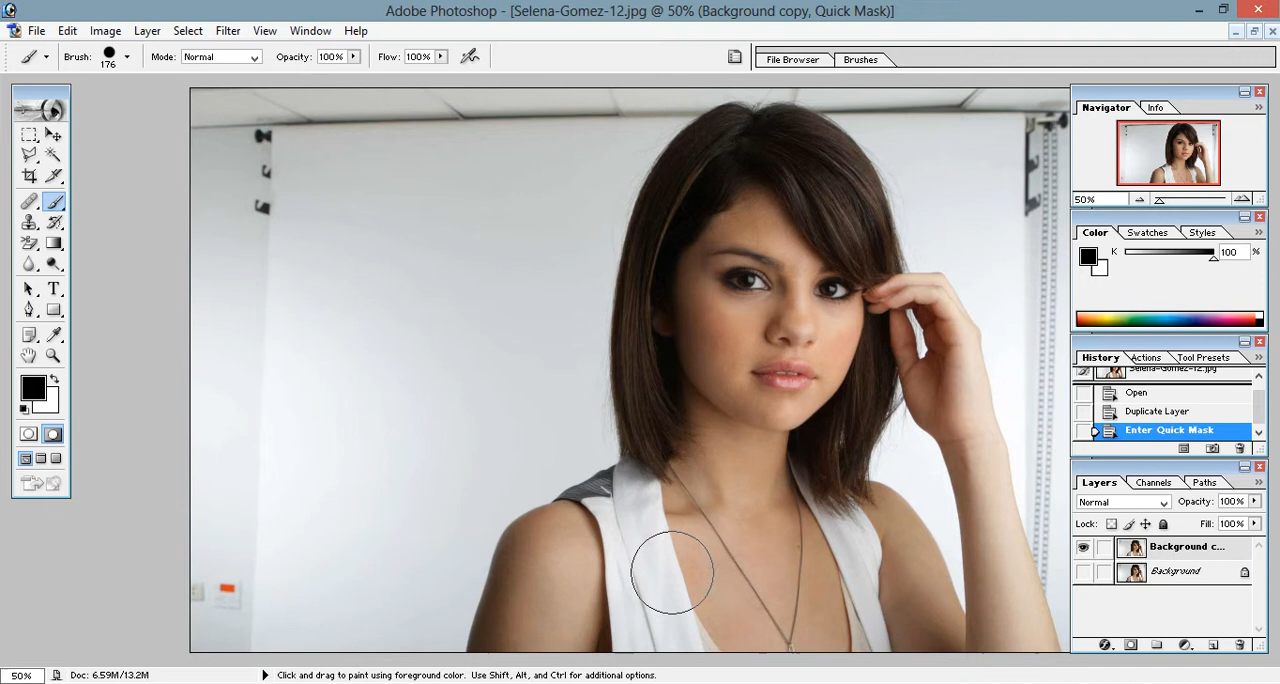 Adobe Photoshop - [Selena-Gomez-12.jpg @ 50% (Background copy, Quick Mask)]
File Edit Image Layer Select Filter View Window Help
Brush: 176 Mode: Normal Opacity: 100% Flow: 100% File Browser Brushes
Navigator Info
50%
Color Swatches Styles
K 100 %
History Actions Tool Presets
Selena-Gomez-12.jpg
Open
Duplicate Layer
Enter Quick Mask
Layers Channels Paths
Normal Opacity: 100%
Lock: Fill: 100%
Background c...
Background
50% Doc: 6.59M/13.2M Click and drag to paint using foreground color. Use Shift, Alt, and Ctrl for additional options.